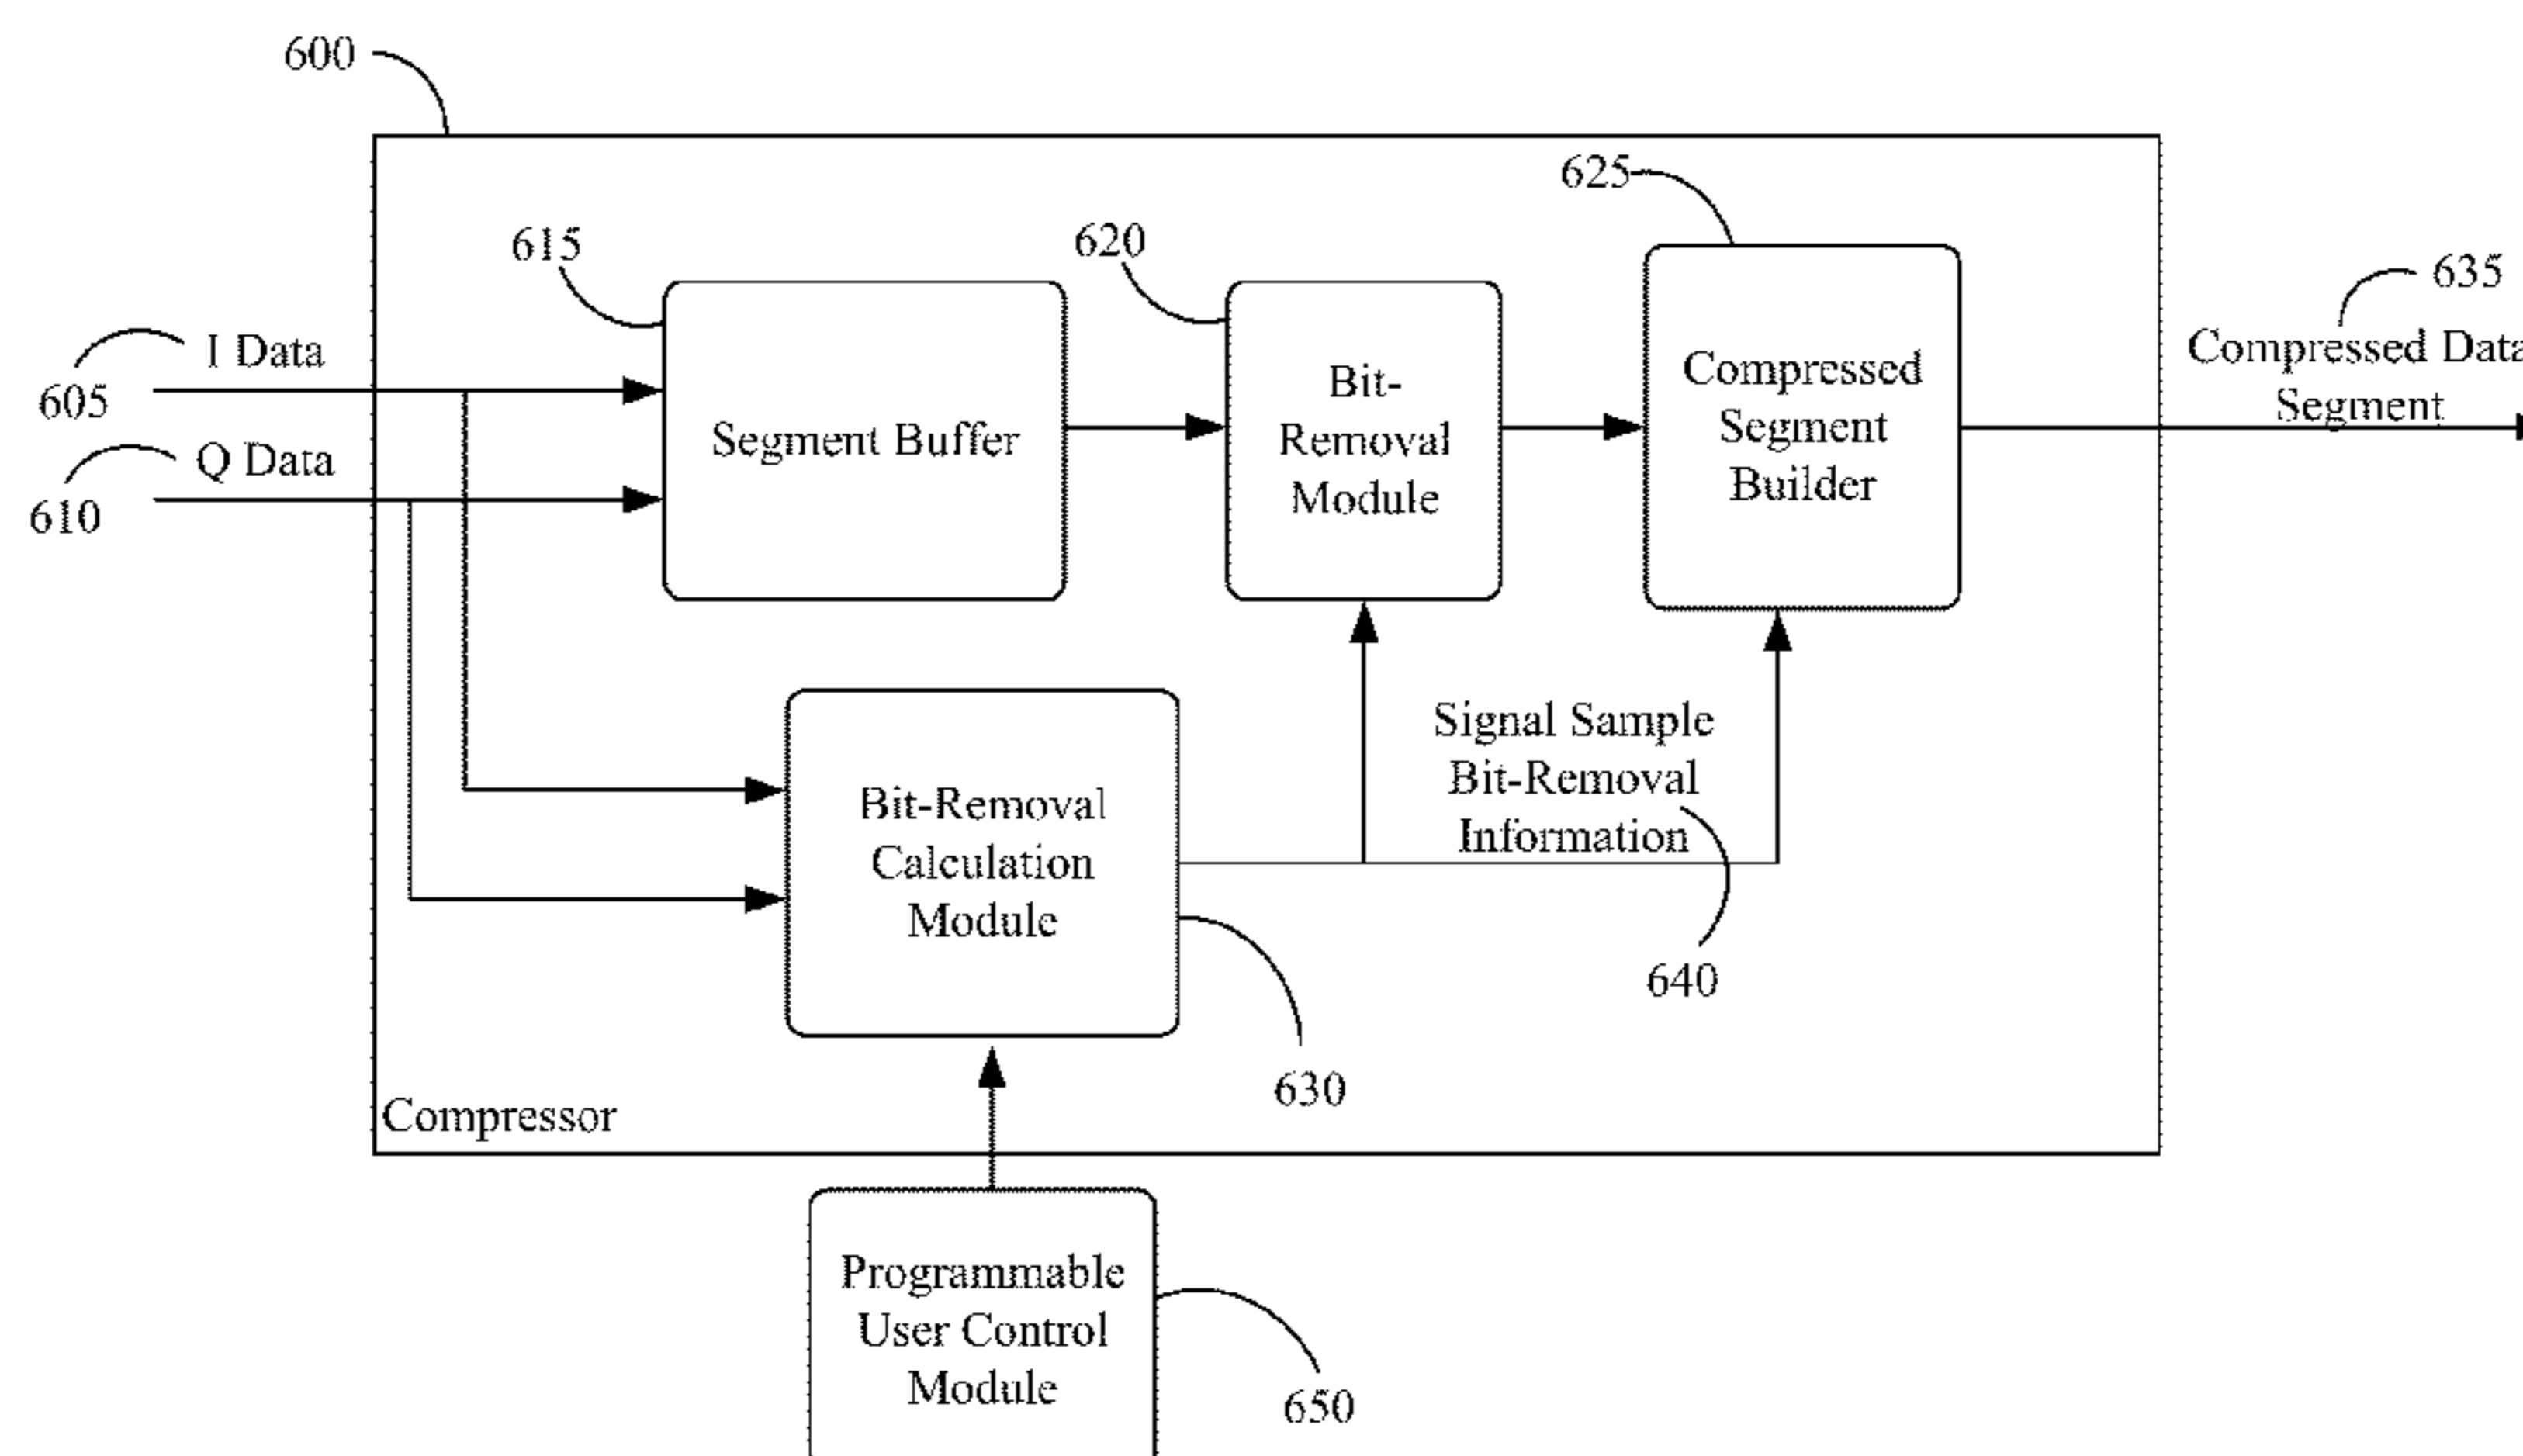 600
625
615
620
635
I Data
605
Q Data
610
Segment Buffer
Bit-
Removal
Module
Compressed
Segment
Builder
Compressed Data
Segment
Signal Sample
Bit-Removal
Information
640
Bit-Removal
Calculation
Module
630
Compressor
Programmable
User Control
Module
650